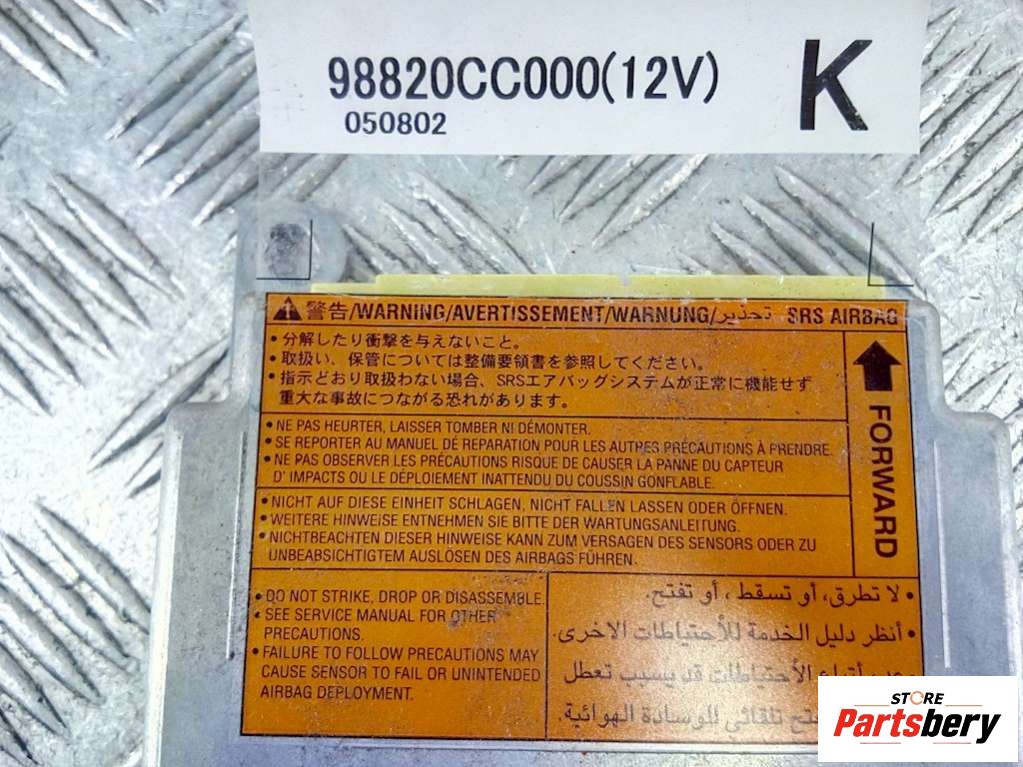 98820CC000(12V)
K
050802
警告/WARNING/AVERTISSEMENT/WARNUNG/تحذير SRS AIRBAG
• 分解したり衝撃を与えないこと。
• 取扱い、保管については整備要領書を参照してください。
• 指示どおり取扱わない場合、SRSエアバッグシステムが正常に機能せず
重大な事故につながる恐れがあります。
FORWARD
• NE PAS HEURTER, LAISSER TOMBER NI DÉMONTER.
• SE REPORTER AU MANUEL DE RÉPARATION POUR LES AUTRES PRÉCAUTIONS À PRENDRE.
• NE PAS OBSERVER LES PRÉCAUTIONS RISQUE DE CAUSER LA PANNE DU CAPTEUR
D' IMPACTS OU LE DÉPLOIEMENT INATTENDU DU COUSSIN GONFLABLE.
• NICHT AUF DIESE EINHEIT SCHLAGEN, NICHT FALLEN LASSEN ODER ÖFFNEN.
• WEITERE HINWEISE ENTNEHMEN SIE BITTE DER WARTUNGSANLEITUNG.
• NICHTBEACHTEN DIESER HINWEISE KANN ZUM VERSAGEN DES SENSORS ODER ZU
UNBEABSICHTIGTEM AUSLÖSEN DES AIRBAGS FÜHREN.
• DO NOT STRIKE, DROP OR DISASSEMBLE.
• SEE SERVICE MANUAL FOR OTHER
PRECAUTIONS.
• FAILURE TO FOLLOW PRECAUTIONS MAY
CAUSE SENSOR TO FAIL OR UNINTENDED
AIRBAG DEPLOYMENT.
• لا تطرق، أو تسقط، أو تفتح.
• أنظر دليل الخدمة للأحتياطات الاخرى.
أتباع الأحتياطات قد يسبب تعطل
تلقائي للوسادة الهوائية.
STORE
Partsbery